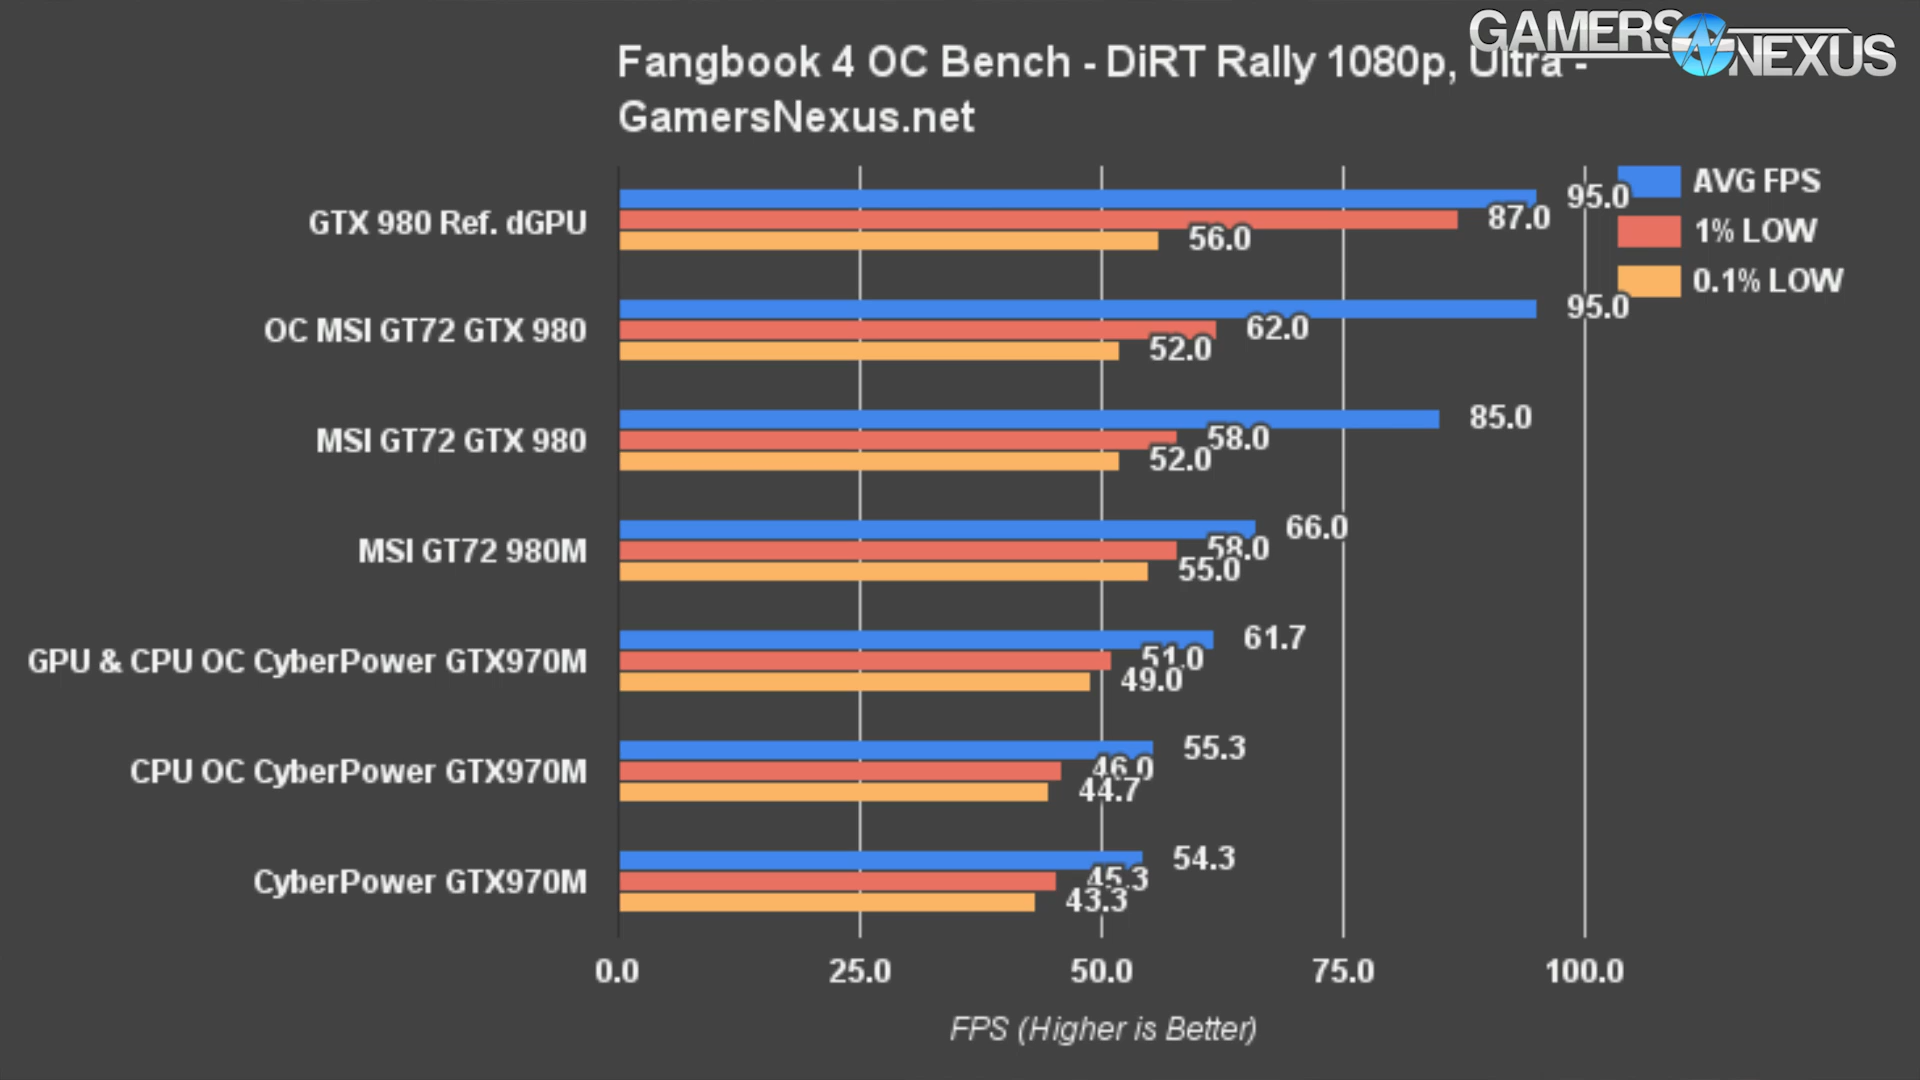 GAMERS NEXUS
Fangbook 4 OC Bench - DiRT Rally 1080p, Ultra -
GamersNexus.net
AVG FPS
1% LOW
0.1% LOW
GTX 980 Ref. dGPU
95.0
87.0
56.0
OC MSI GT72 GTX 980
95.0
62.0
52.0
MSI GT72 GTX 980
85.0
58.0
52.0
MSI GT72 980M
66.0
58.0
55.0
GPU & CPU OC CyberPower GTX970M
61.7
51.0
49.0
CPU OC CyberPower GTX970M
55.3
46.0
44.7
CyberPower GTX970M
54.3
45.3
43.3
0.0 25.0 50.0 75.0 100.0
FPS (Higher is Better)